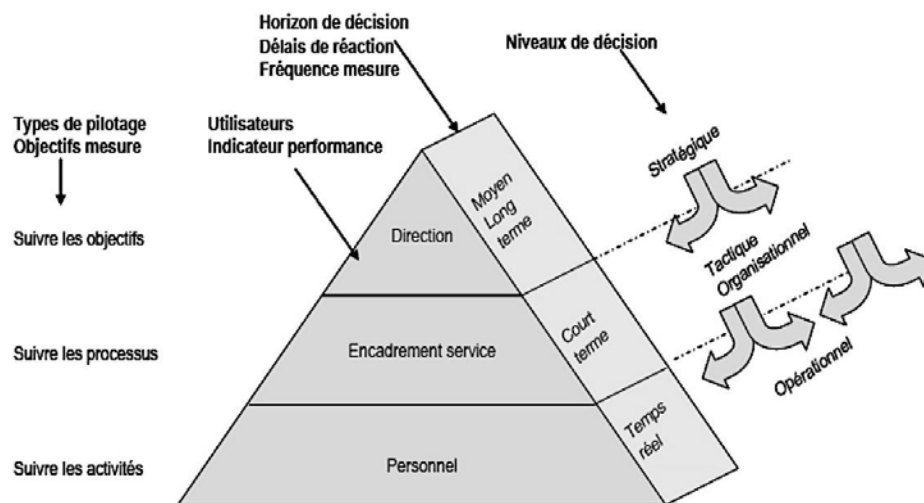 Horizon de décision
Délais de réaction
Fréquence mesure
Niveaux de décision
Types de pilotage
Objectifs mesure
Utilisateurs
Indicateur performance
Stratégique
Moyen
Long
terme
Suivre les objectifs
Direction
Tactique
Organisationnel
Court
terme
Suivre les processus
Encadrement service
Opérationnel
Temps
réel
Suivre les activités
Personnel